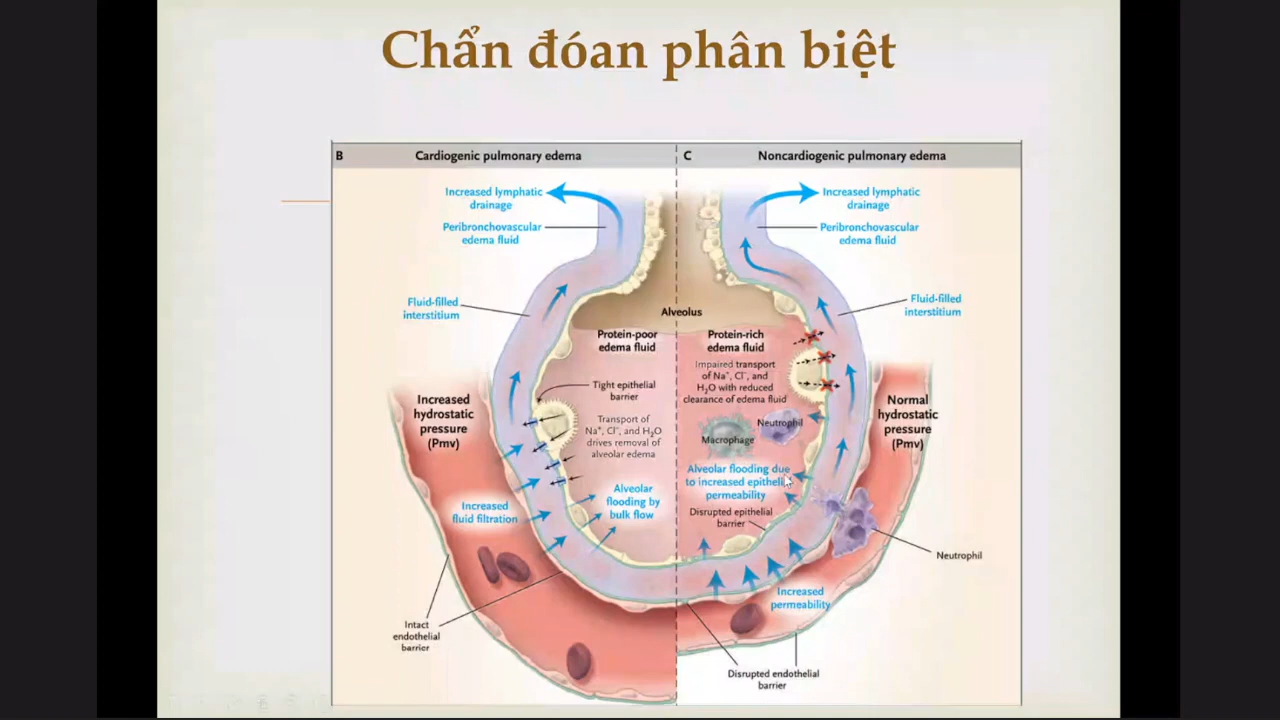 Chẩn đóan phân biệt
B
Cardiogenic pulmonary edema
C
Noncardiogenic pulmonary edema
Increased lymphatic
drainage
Peribronchovascular
edema fluid
Fluid-filled
interstitium
Increased
hydrostatic
pressure
(Pmv)
Increased
fluid filtration
Intact
endothelial
barrier
Alveolus
Protein-poor
edema fluid
Tight epithelial
barrier
Transport of
Na⁺, Cl⁻, and H₂O
drives removal of
alveolar edema
Alveolar
flooding by
bulk flow
Protein-rich
edema fluid
Impaired transport
of Na⁺, Cl⁻, and
H₂O with reduced
clearance of edema fluid
Neutrophil
Macrophage
Alveolar flooding due
to increased epithelial
permeability
Disrupted epithelial
barrier
Increased lymphatic
drainage
Peribronchovascular
edema fluid
Fluid-filled
interstitium
Normal
hydrostatic
pressure
(Pmv)
Neutrophil
Increased
permeability
Disrupted endothelial
barrier